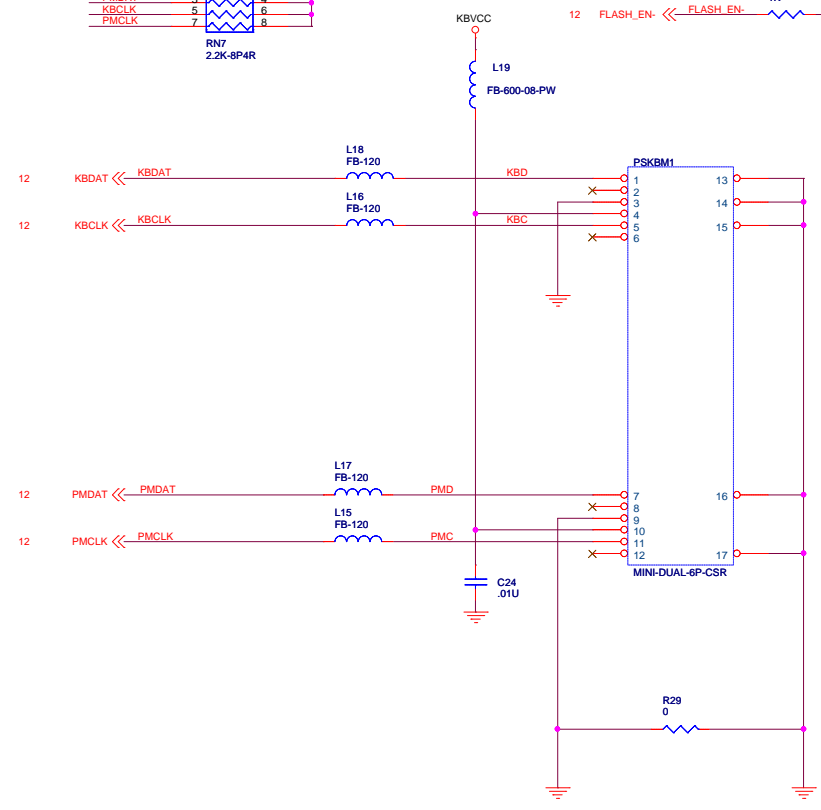 KBVCC
12 FLASH_EN- FLASH_EN-
KBCLK 5 6
PMCLK 7 8
RN7
2.2K-8P4R
L19
FB-600-08-PW
L18
FB-120
L16
FB-120
12 KBDAT KBDAT KBD
12 KBCLK KBCLK KBC
PSKBM1
1 13
2
3 14
4
5 15
6
L17
FB-120
L15
FB-120
12 PMDAT PMDAT PMD
12 PMCLK PMCLK PMC
7 16
8
9
10
11
12 17
MINI-DUAL-6P-CSR
C24
.01U
R29
0